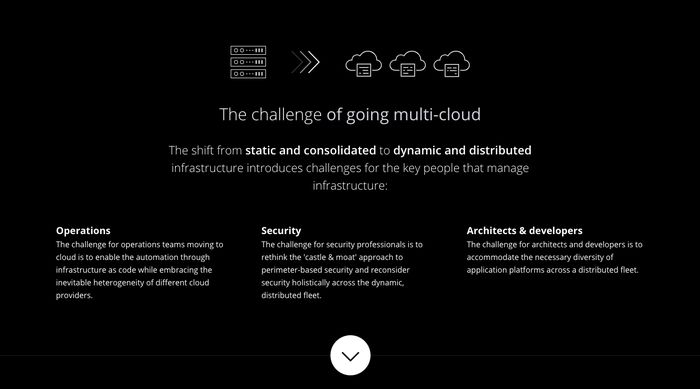 The challenge of going multi-cloud
The shift from static and consolidated to dynamic and distributed
infrastructure introduces challenges for the key people that manage
infrastructure:
Operations
The challenge for operations teams moving to
cloud is to enable the automation through
infrastructure as code while embracing the
inevitable heterogeneity of different cloud
providers.
Security
The challenge for security professionals is to
rethink the 'castle & moat' approach to
perimeter-based security and reconsider
security holistically across the dynamic,
distributed fleet.
Architects & developers
The challenge for architects and developers is to
accommodate the necessary diversity of
application platforms across a distributed fleet.